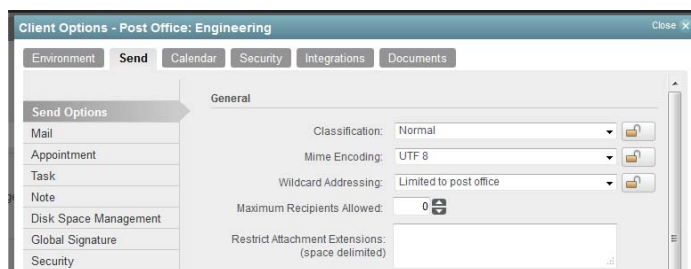 Client Options - Post Office: Engineering
Close
Environment Send Calendar Security Integrations Documents
Send Options
Mail
Appointment
Task
Note
Disk Space Management
Global Signature
Security
General
Classification: Normal
Mime Encoding: UTF 8
Wildcard Addressing: Limited to post office
Maximum Recipients Allowed: 0
Restrict Attachment Extensions:
(space delimited)